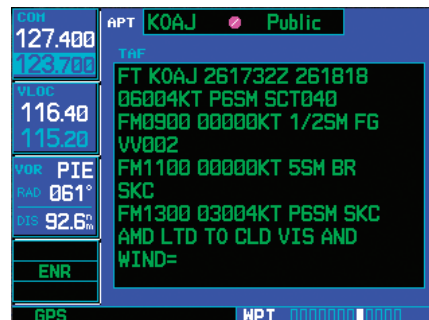 COM
127.400
123.700
VLOC
116.40
115.20
VOR PIE
RAD 061°
DIS 92.6nm
ENR
GPS
APT KOAJ Public
TAF
FT KOAJ 261732Z 261818
06004KT P6SM SCT040
FM0900 00000KT 1/2SM FG
VV002
FM1100 00000KT 5SM BR
SKC
FM1300 03004KT P6SM SKC
AMD LTD TO CLD VIS AND
WIND=
WPT